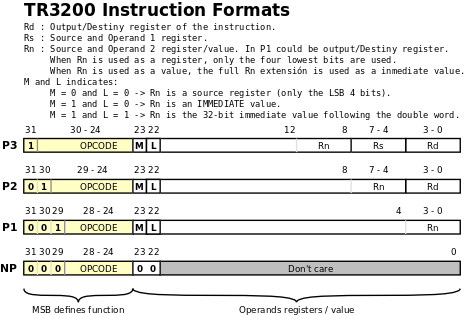 TR3200 Instruction Formats
Rd : Output/Destiny register of the instruction.
Rs : Source and Operand 1 register.
Rn : Source and Operand 2 register/value. In P1 could be output/Destiny register.
When Rn is used as a register, only the four lowest bits are used.
When Rn is used as a value, the full Rn extensión is used as a inmediate value.
M and L indicates:
M = 0 and L = 0 -> Rn is a source register (only the LSB 4 bits).
M = 1 and L = 0 -> Rn is an IMMEDIATE value.
M = 1 and L = 1 -> Rn is the 32-bit immediate value following the double word.
31 30 - 24 23 22 12 8 7 - 4 3 - 0
P3 1 OPCODE M L Rn Rs Rd
31 30 29 - 24 23 22 8 7 - 4 3 - 0
P2 0 1 OPCODE M L Rn Rd
31 30 29 28 - 24 23 22 4 3 - 0
P1 0 0 1 OPCODE M L Rn
31 30 29 28 - 24 23 22 0
NP 0 0 0 OPCODE 0 0 Don't care
MSB defines function Operands registers / value